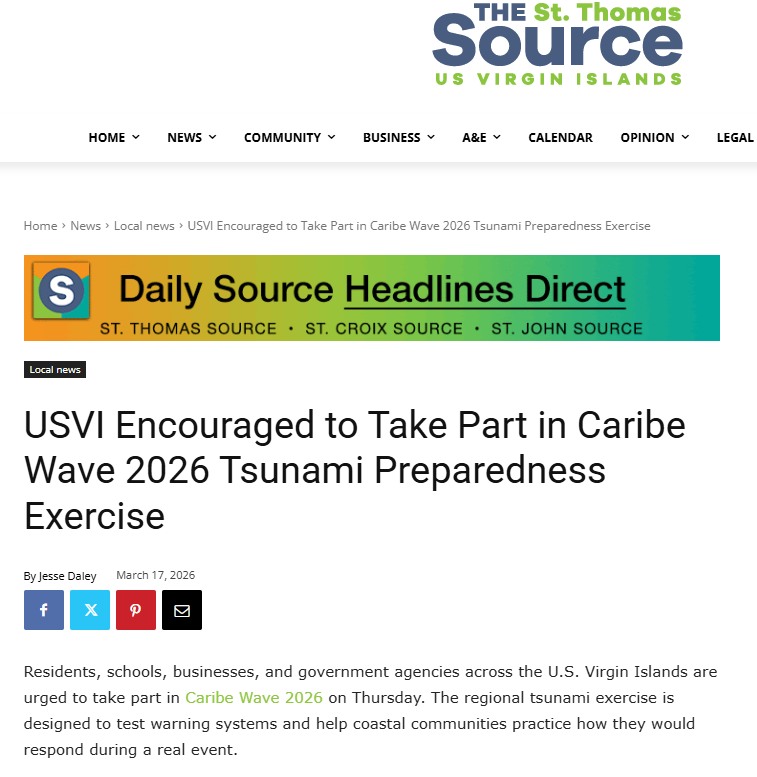 THE St. Thomas
Source
US VIRGIN ISLANDS
HOME NEWS COMMUNITY BUSINESS A&E CALENDAR OPINION LEGAL
Home › News › Local news › USVI Encouraged to Take Part in Caribe Wave 2026 Tsunami Preparedness Exercise
S Daily Source Headlines Direct
ST. THOMAS SOURCE • ST. CROIX SOURCE • ST. JOHN SOURCE
Local news
USVI Encouraged to Take Part in Caribe
Wave 2026 Tsunami Preparedness
Exercise
By Jesse Daley March 17, 2026
Residents, schools, businesses, and government agencies across the U.S. Virgin Islands are
urged to take part in Caribe Wave 2026 on Thursday. The regional tsunami exercise is
designed to test warning systems and help coastal communities practice how they would
respond during a real event.